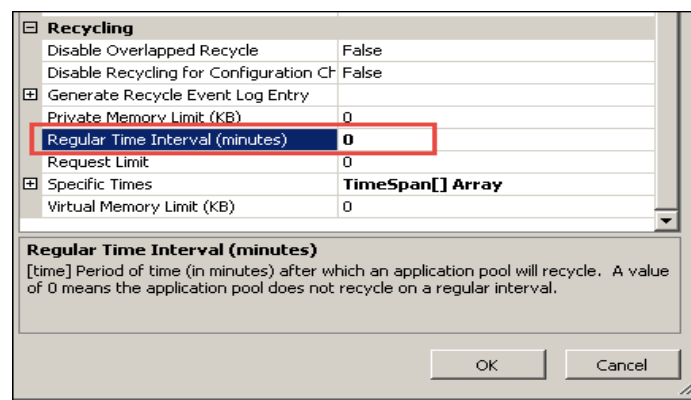 Recycling
Disable Overlapped Recycle False
Disable Recycling for Configuration Ch False
Generate Recycle Event Log Entry
Private Memory Limit (KB) 0
Regular Time Interval (minutes) 0
Request Limit 0
Specific Times TimeSpan[] Array
Virtual Memory Limit (KB) 0
Regular Time Interval (minutes)
[time] Period of time (in minutes) after which an application pool will recycle. A value
of 0 means the application pool does not recycle on a regular interval.
OK Cancel